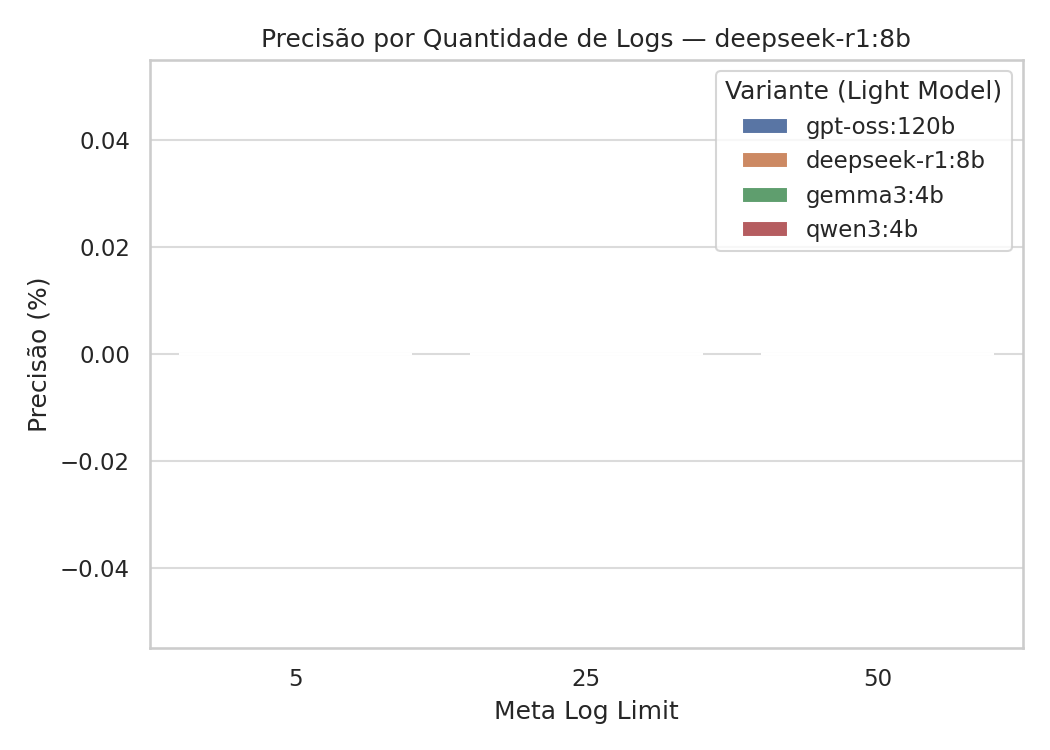 Precisão por Quantidade de Logs — deepseek-r1:8b
Variante (Light Model)
gpt-oss:120b
deepseek-r1:8b
gemma3:4b
qwen3:4b
Precisão (%)
0.04
0.02
0.00
−0.02
−0.04
5 25 50
Meta Log Limit